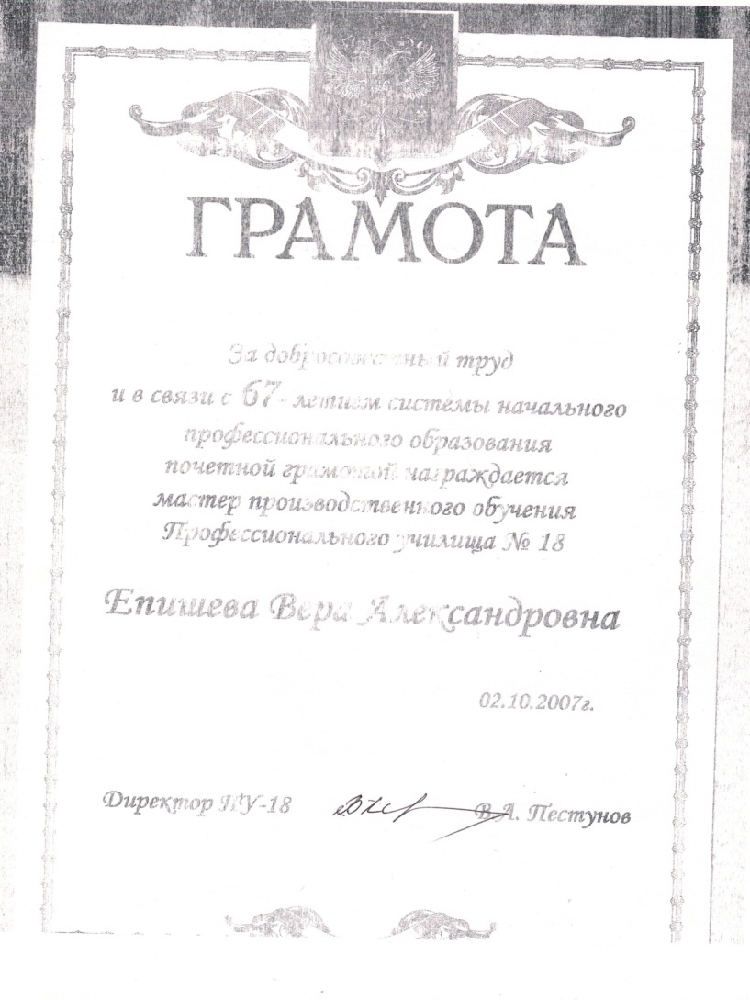 ГРАМОТА
За добросовестный труд
и в связи с 67- летием системы начального
профессионального образования
почетной грамотой награждается
мастер производственного обучения
Профессионального училища № 18
Епишева Вера Александровна
02.10.2007г.
Директор ПУ-18 В.А. Пестунов